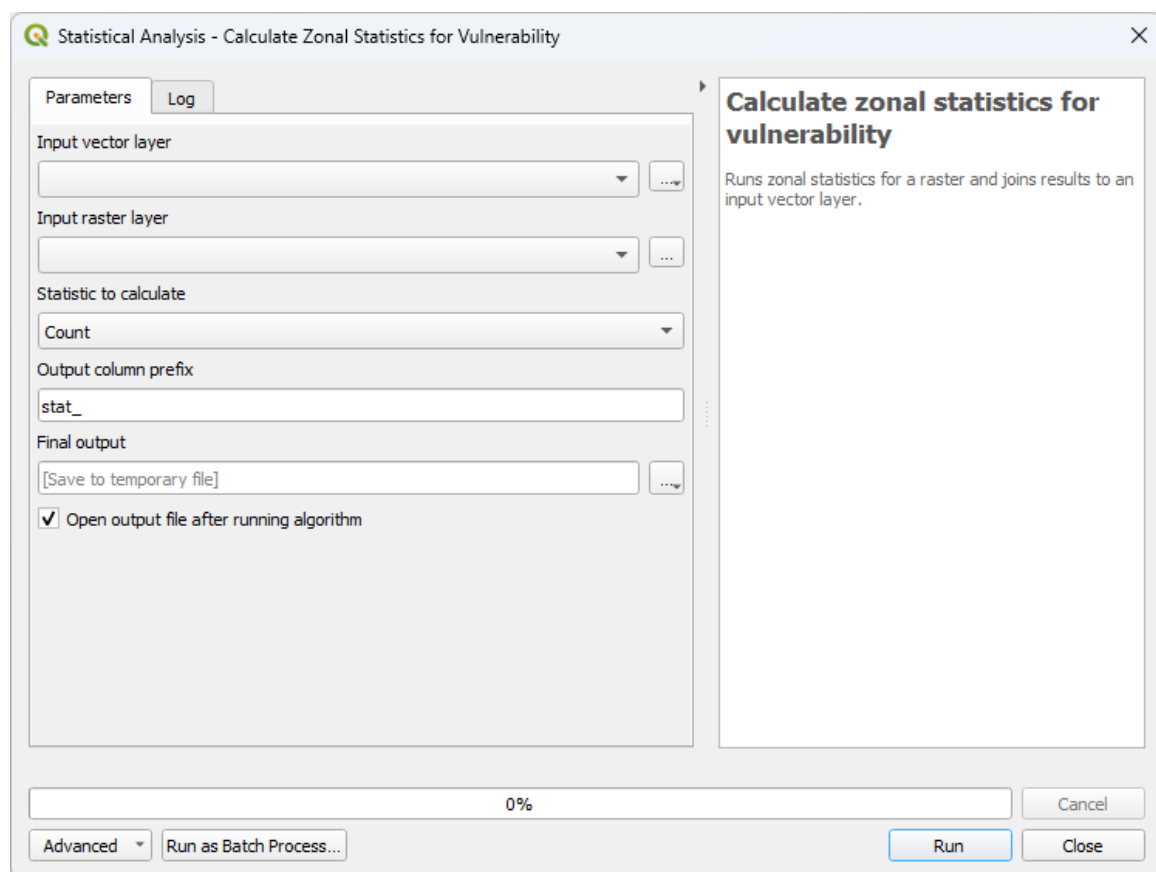 Statistical Analysis - Calculate Zonal Statistics for Vulnerability
Parameters
Log
Input vector layer
...
Input raster layer
...
Statistic to calculate
Count
Output column prefix
stat_
Final output
[Save to temporary file]
...
Open output file after running algorithm
Calculate zonal statistics for
vulnerability
Runs zonal statistics for a raster and joins results to an
input vector layer.
0%
Cancel
Advanced
Run as Batch Process...
Run
Close